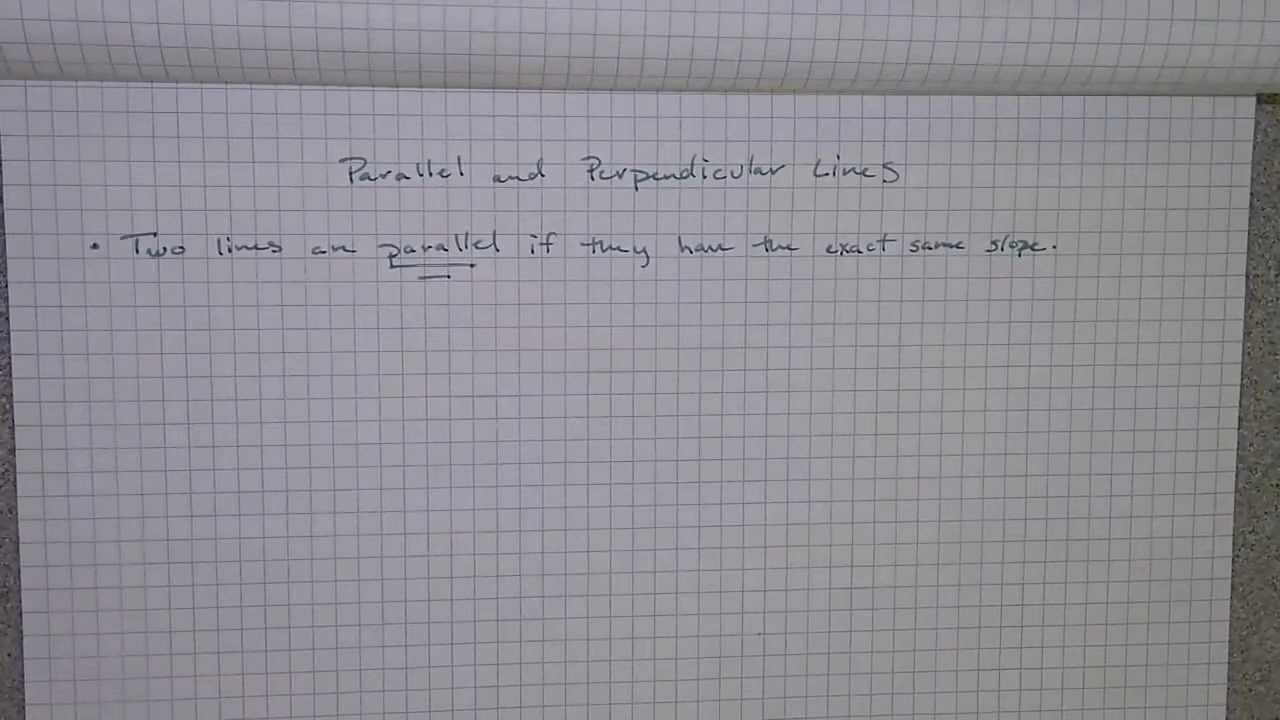 Parallel and Perpendicular Lines
• Two lines are parallel if they have the exact same slope.